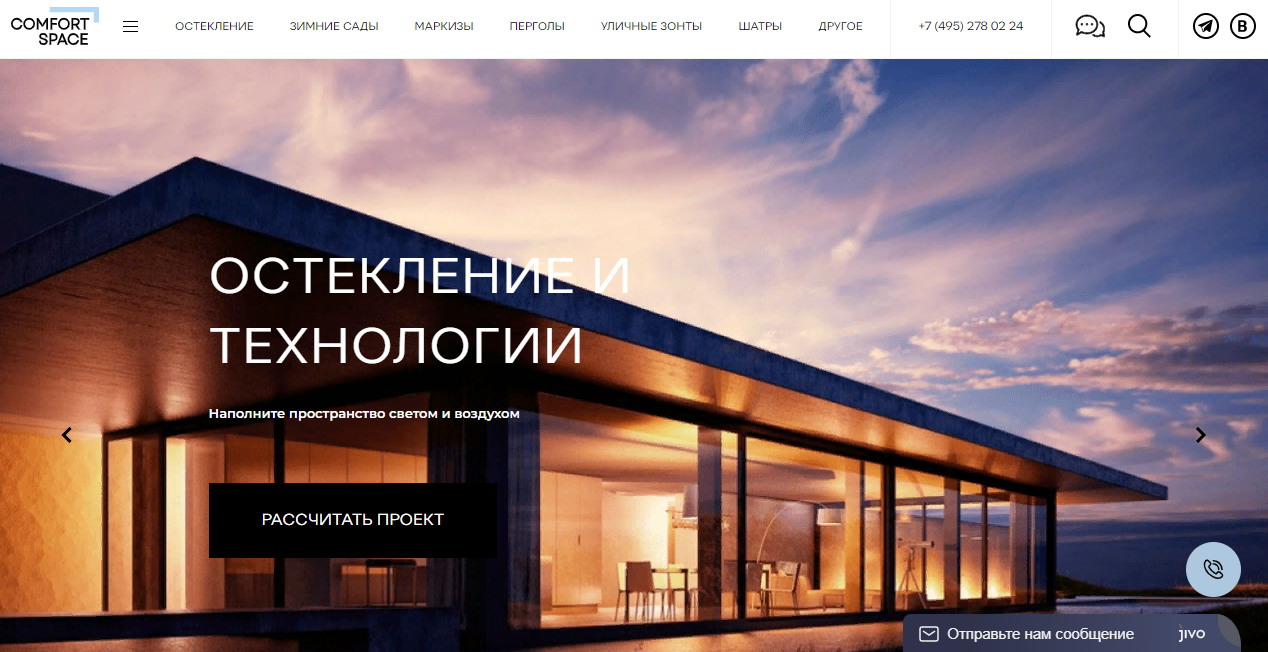 COMFORT
SPACE
ОСТЕКЛЕНИЕ
ЗИМНИЕ САДЫ
МАРКИЗЫ
ПЕРГОЛЫ
УЛИЧНЫЕ ЗОНТЫ
ШАТРЫ
ДРУГОЕ
+7 (495) 278 02 24
B
ОСТЕКЛЕНИЕ И
ТЕХНОЛОГИИ
Наполните пространство светом и воздухом
РАССЧИТАТЬ ПРОЕКТ
Отправьте нам сообщение
jivo